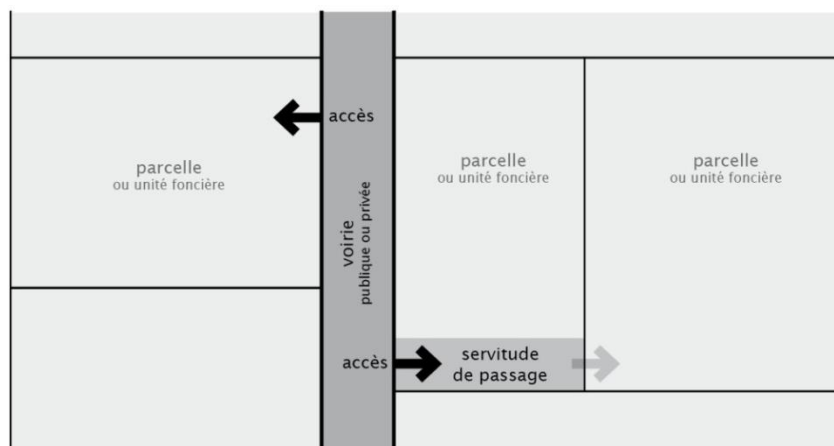 accès
parcelle
ou unité foncière
voirie
publique ou privée
parcelle
ou unité foncière
parcelle
ou unité foncière
accès
servitude
de passage